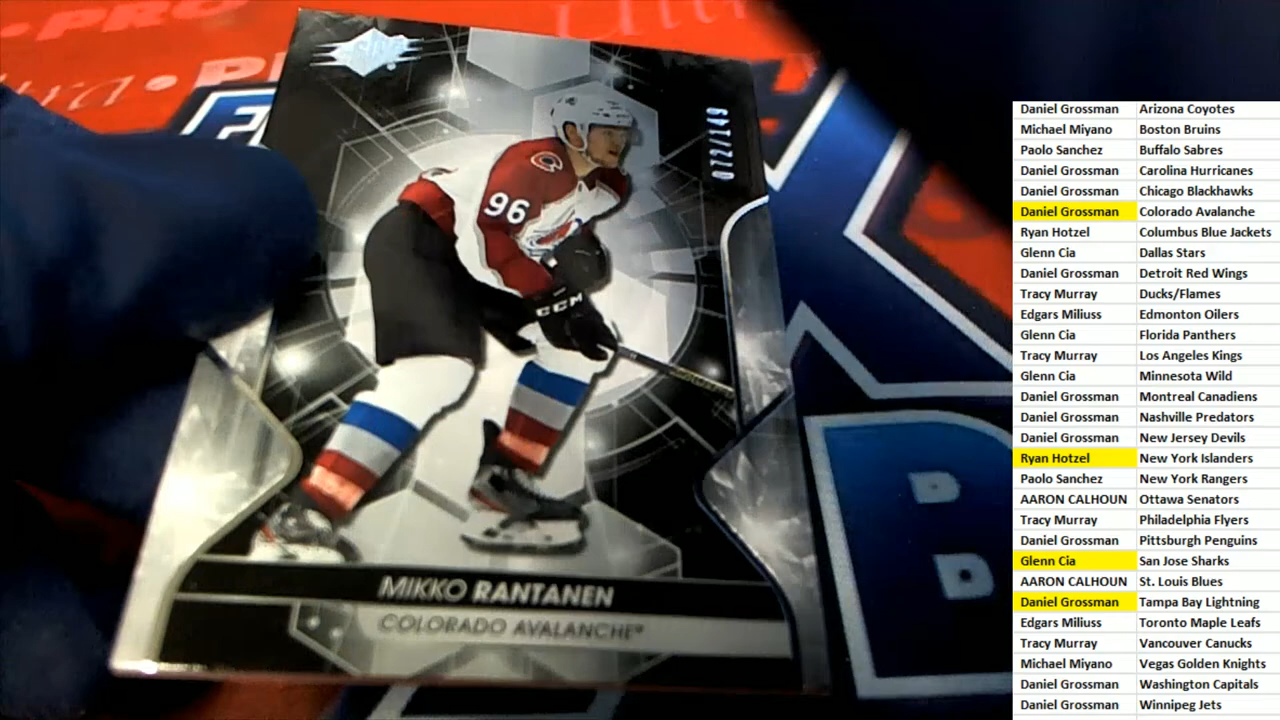 PRO
Ultra
ltra PR
SPx
072/149
96
CCM
MIKKO RANTANEN
COLORADO AVALANCHE
B
Daniel Grossman Arizona Coyotes
Michael Miyano Boston Bruins
Paolo Sanchez Buffalo Sabres
Daniel Grossman Carolina Hurricanes
Daniel Grossman Chicago Blackhawks
Daniel Grossman Colorado Avalanche
Ryan Hotzel Columbus Blue Jackets
Glenn Cia Dallas Stars
Daniel Grossman Detroit Red Wings
Tracy Murray Ducks/Flames
Edgars Miliuss Edmonton Oilers
Glenn Cia Florida Panthers
Tracy Murray Los Angeles Kings
Glenn Cia Minnesota Wild
Daniel Grossman Montreal Canadiens
Daniel Grossman Nashville Predators
Daniel Grossman New Jersey Devils
Ryan Hotzel New York Islanders
Paolo Sanchez New York Rangers
AARON CALHOUN Ottawa Senators
Tracy Murray Philadelphia Flyers
Daniel Grossman Pittsburgh Penguins
Glenn Cia San Jose Sharks
AARON CALHOUN St. Louis Blues
Daniel Grossman Tampa Bay Lightning
Edgars Miliuss Toronto Maple Leafs
Tracy Murray Vancouver Canucks
Michael Miyano Vegas Golden Knights
Daniel Grossman Washington Capitals
Daniel Grossman Winnipeg Jets